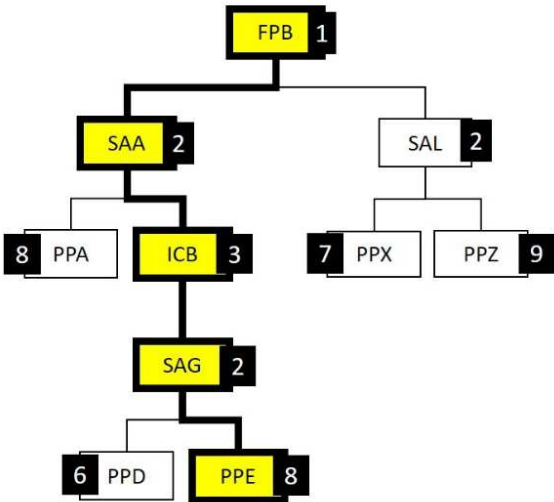 FPB 1
SAA 2
SAL 2
8 PPA
ICB 3
7 PPX
PPZ 9
SAG 2
6 PPD
PPE 8